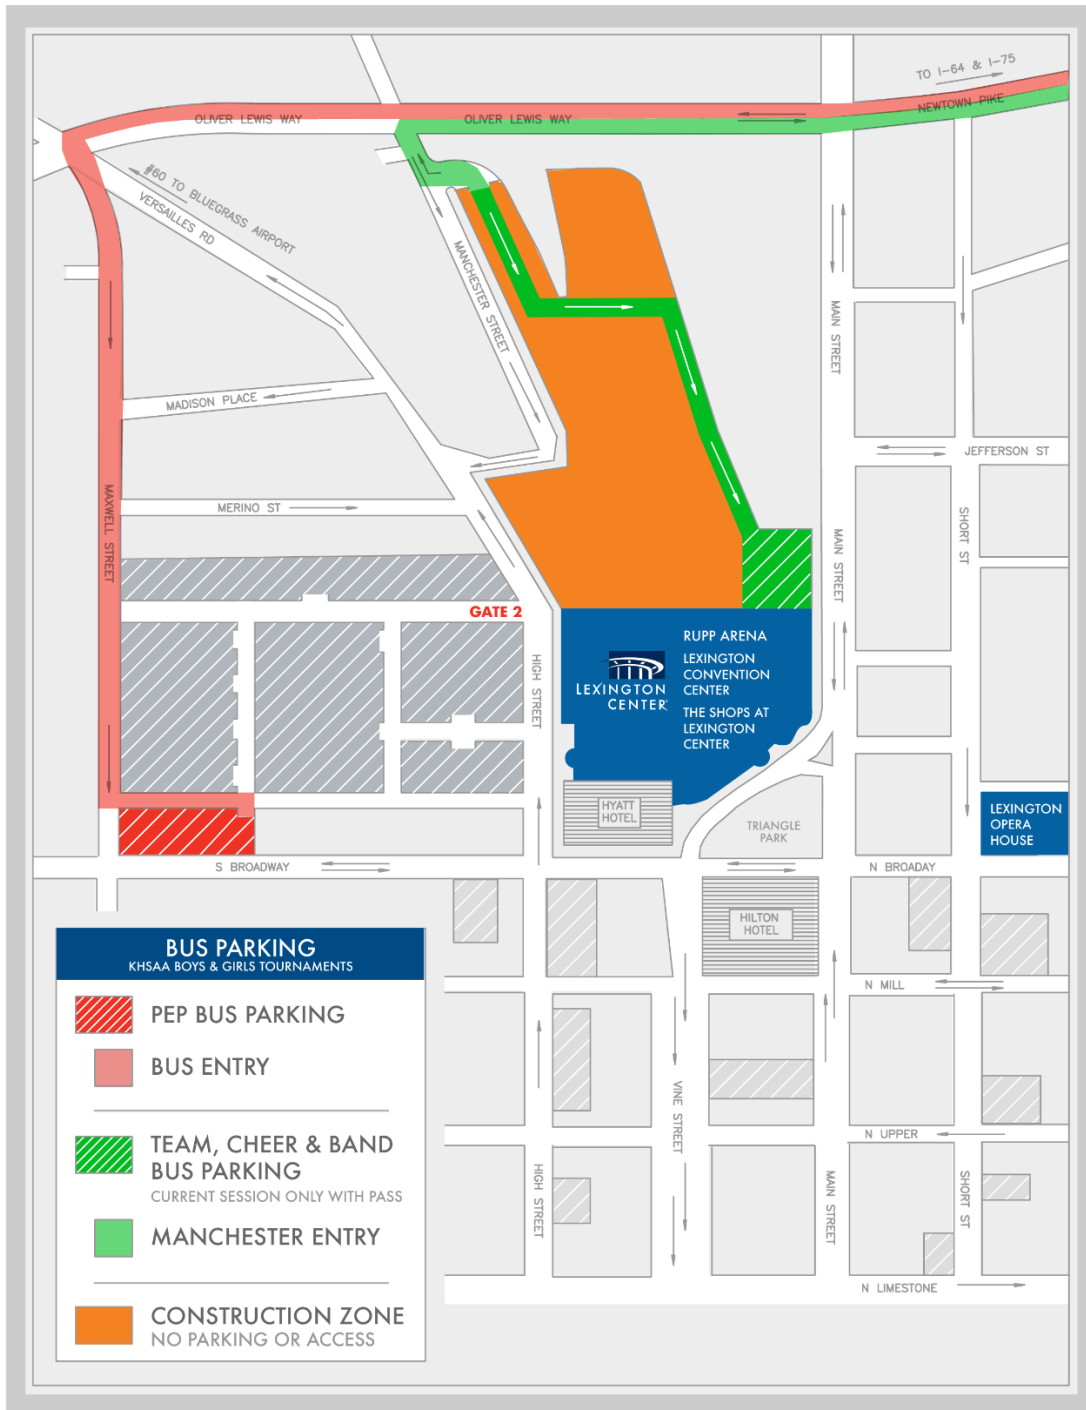 TO I-64 & I-75
NEWTOWN PIKE
OLIVER LEWIS WAY
OLIVER LEWIS WAY
#60 TO BLUEGRASS AIRPORT
VERSAILLES RD
MANCHESTER STREET
MAIN STREET
MADISON PLACE
JEFFERSON ST
MAXWELL STREET
MERINO ST
SHORT ST
MAIN STREET
GATE 2
HIGH STREET
RUPP ARENA
LEXINGTON
CONVENTION
CENTER
THE SHOPS AT
LEXINGTON
CENTER
LEXINGTON
CENTER
HYATT
HOTEL
TRIANGLE
PARK
LEXINGTON
OPERA
HOUSE
S BROADWAY
N BROADAY
HILTON
HOTEL
N MILL
VINE STREET
N UPPER
HIGH STREET
MAIN STREET
SHORT ST
N LIMESTONE
BUS PARKING
KHSAA BOYS & GIRLS TOURNAMENTS
PEP BUS PARKING
BUS ENTRY
TEAM, CHEER & BAND
BUS PARKING
CURRENT SESSION ONLY WITH PASS
MANCHESTER ENTRY
CONSTRUCTION ZONE
NO PARKING OR ACCESS